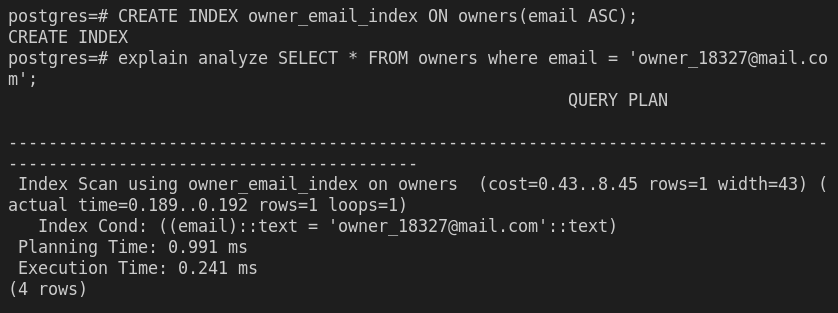 postgres=# CREATE INDEX owner_email_index ON owners(email ASC);
CREATE INDEX
postgres=# explain analyze SELECT * FROM owners where email = 'owner_18327@mail.co
m';
QUERY PLAN
----------------------------------------------------------------------------------
-----------------------------------------
Index Scan using owner_email_index on owners  (cost=0.43..8.45 rows=1 width=43) (
actual time=0.189..0.192 rows=1 loops=1)
Index Cond: ((email)::text = 'owner_18327@mail.com'::text)
Planning Time: 0.991 ms
Execution Time: 0.241 ms
(4 rows)